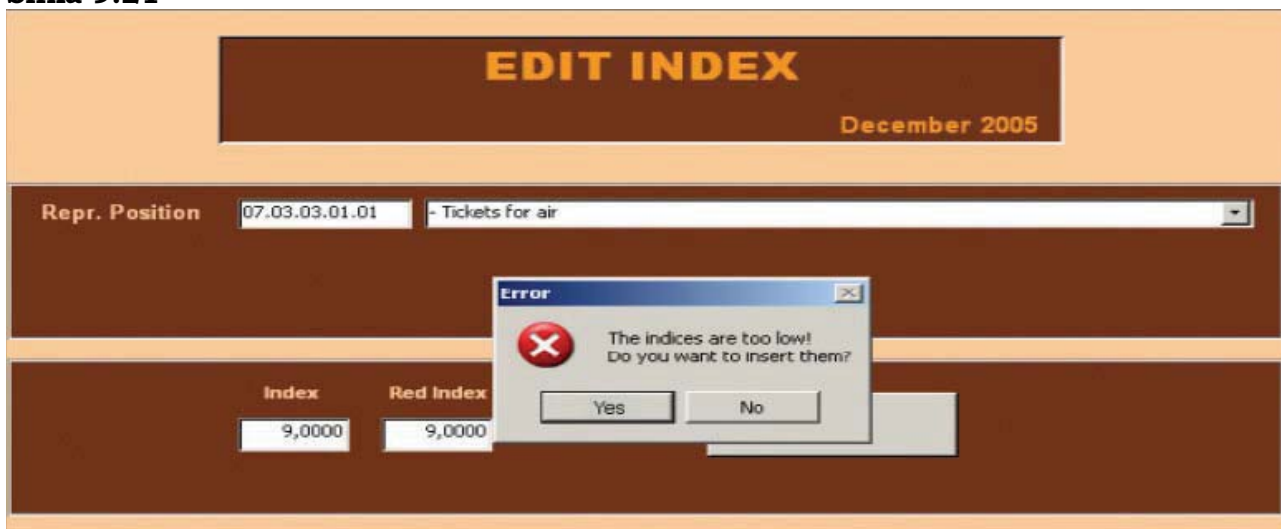 EDIT INDEX
December 2005
Repr. Position 07.03.03.01.01 - Tickets for air
Error
The indices are too low!
Do you want to insert them?
Yes No
Index Red Index
9,0000 9,0000